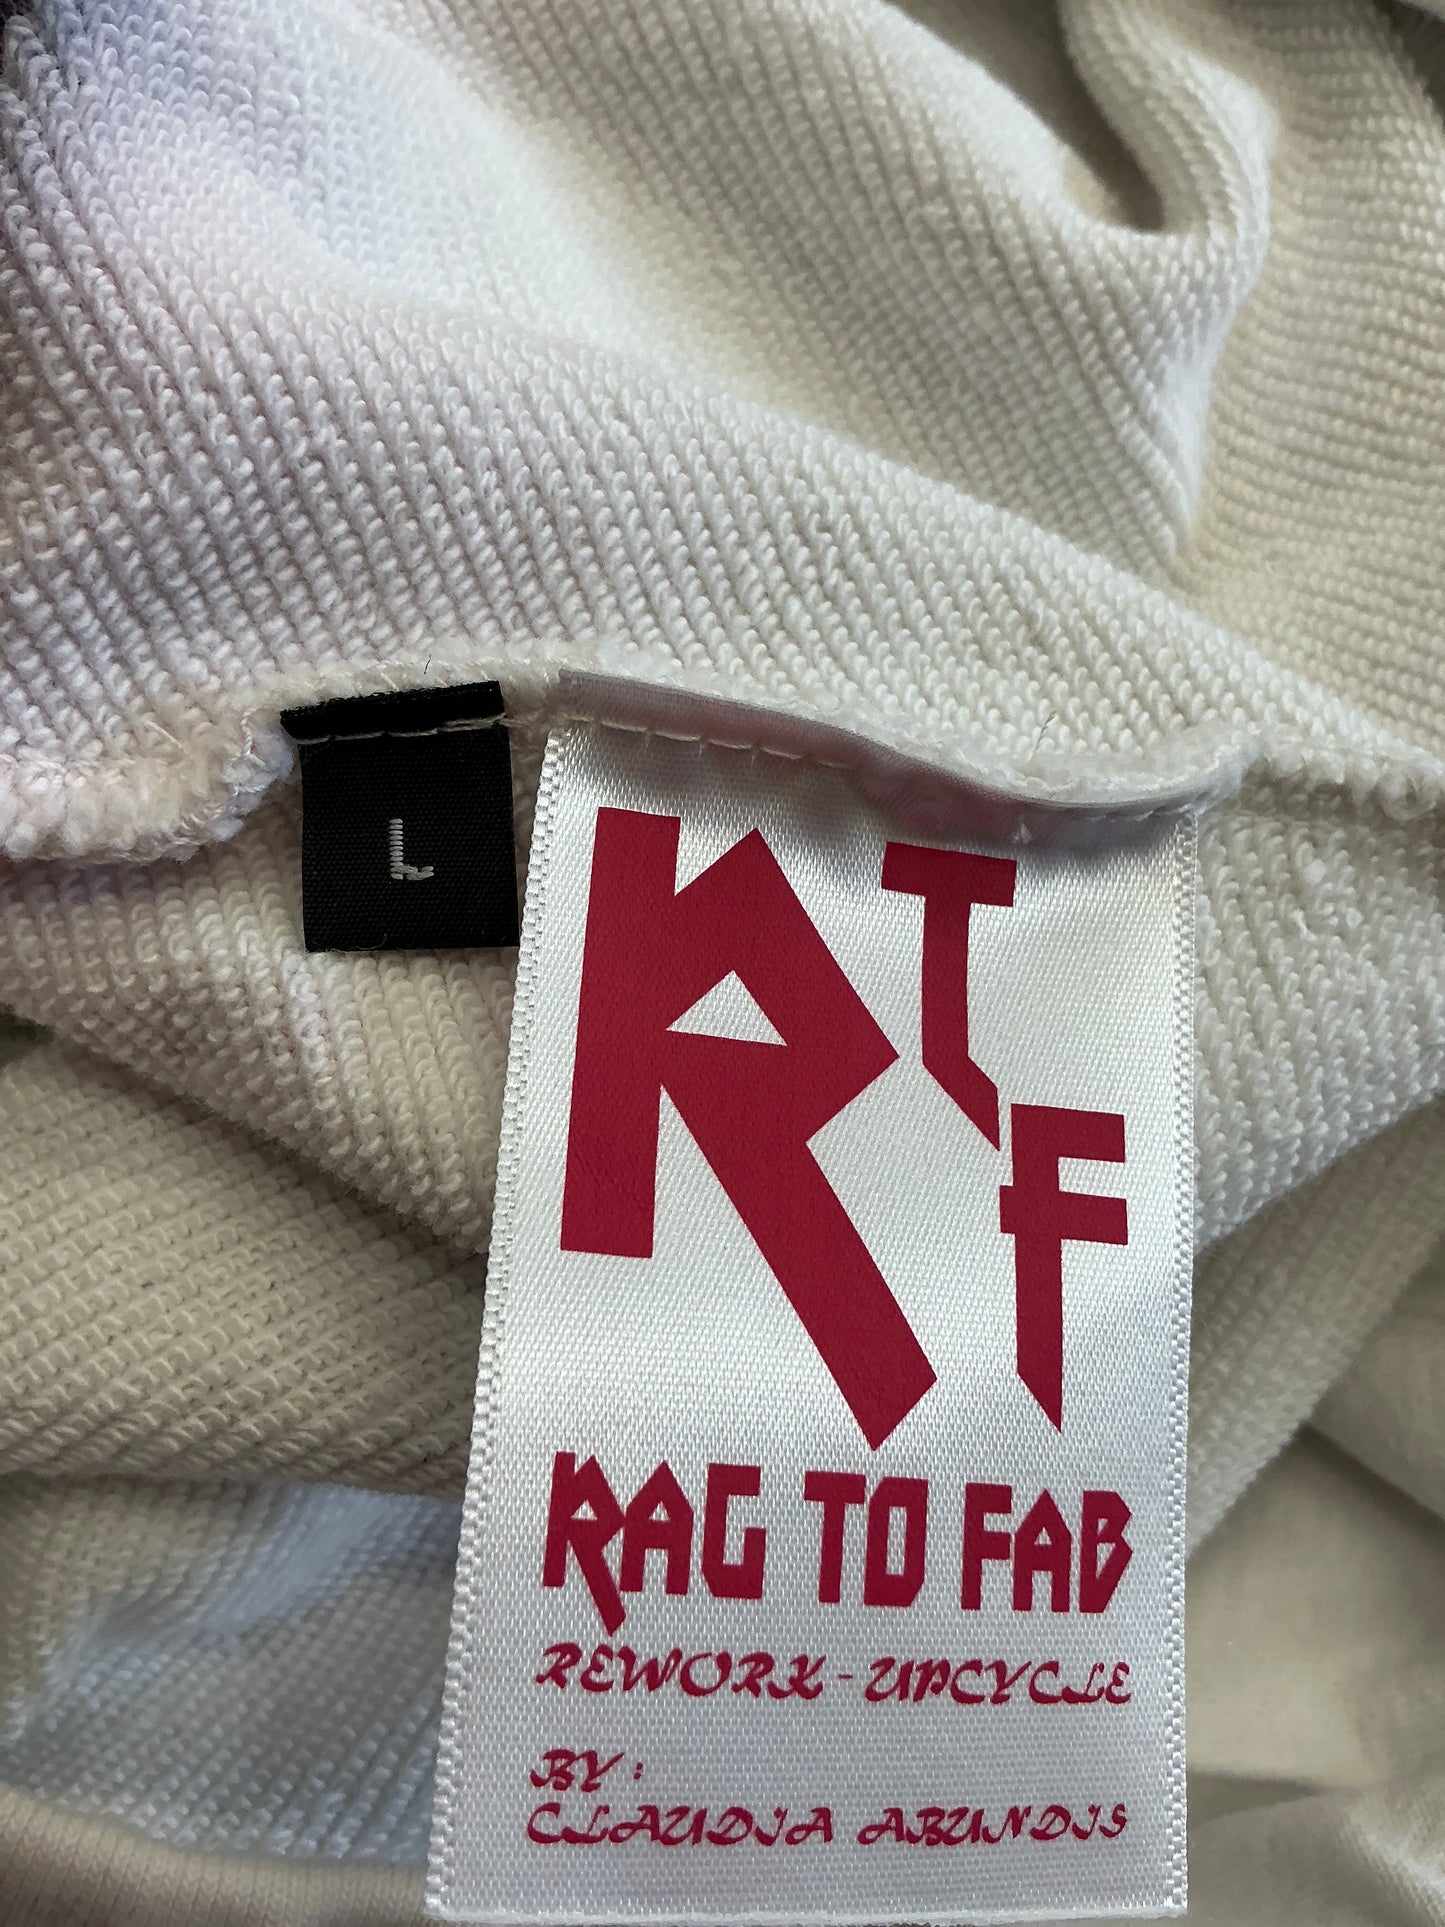 L
RTF
RAG TO FAB
REWORK - UPCYCLE
BY:
CLAUDIA ABUNDIS